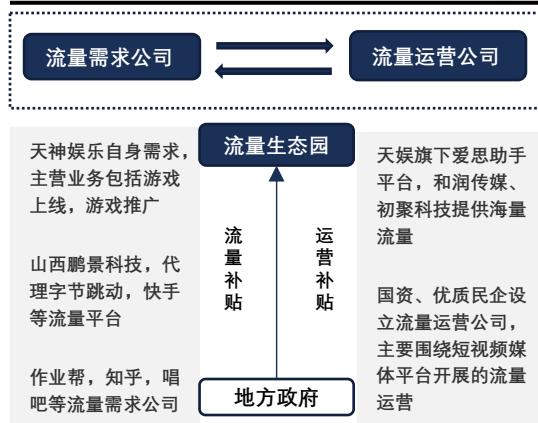 流量需求公司
流量运营公司
天神娱乐自身需求，
主营业务包括游戏
上线，游戏推广
山西鹏景科技，代
理字节跳动，快手
等流量平台
作业帮，知乎，唱
吧等流量需求公司
流量生态园
流量补贴
运营补贴
地方政府
天娱旗下爱思助手
平台，和润传媒、
初聚科技提供海量
流量
国资、优质民企设
立流量运营公司，
主要围绕短视频媒
体平台开展的流量
运营